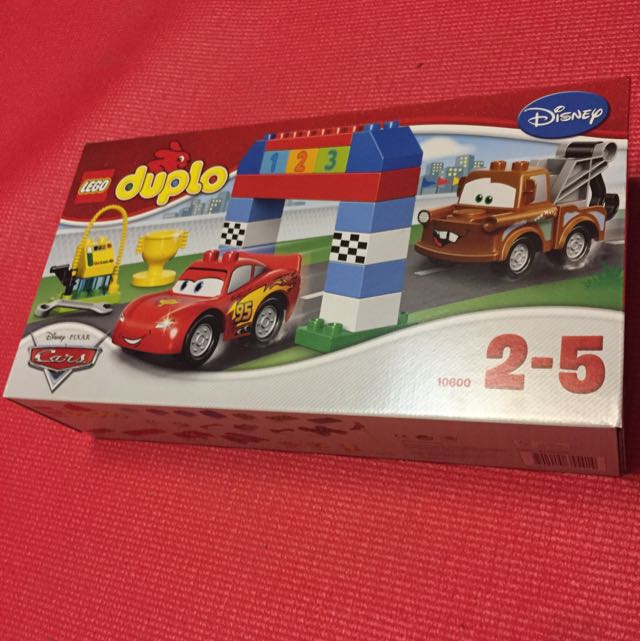 LEGO
duplo
DISNEY
1 2 3
95
Disney · PIXAR
Cars
10600
2-5